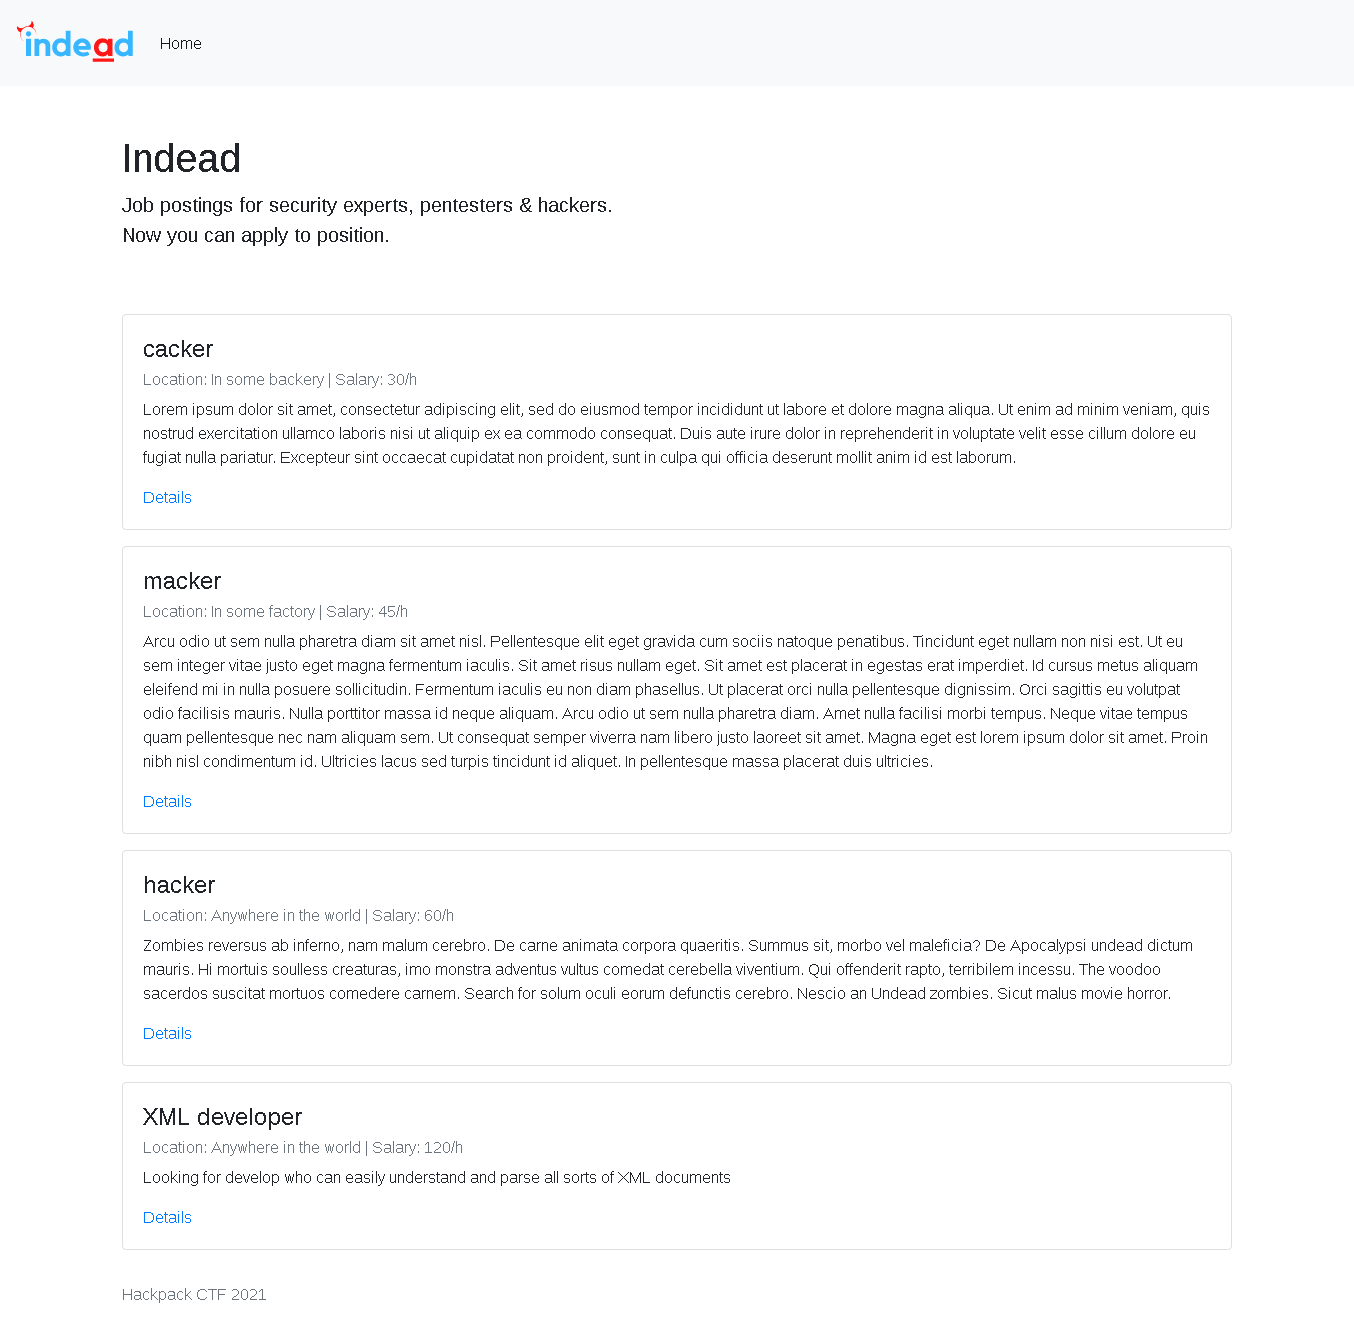 indead
Home
Indead
Job postings for security experts, pentesters & hackers.
Now you can apply to position.
cacker
Location: In some backery | Salary: 30/h
Lorem ipsum dolor sit amet, consectetur adipiscing elit, sed do eiusmod tempor incididunt ut labore et dolore magna aliqua. Ut enim ad minim veniam, quis
nostrud exercitation ullamco laboris nisi ut aliquip ex ea commodo consequat. Duis aute irure dolor in reprehenderit in voluptate velit esse cillum dolore eu
fugiat nulla pariatur. Excepteur sint occaecat cupidatat non proident, sunt in culpa qui officia deserunt mollit anim id est laborum.
Details
macker
Location: In some factory | Salary: 45/h
Arcu odio ut sem nulla pharetra diam sit amet nisl. Pellentesque elit eget gravida cum sociis natoque penatibus. Tincidunt eget nullam non nisi est. Ut eu
sem integer vitae justo eget magna fermentum iaculis. Sit amet risus nullam eget. Sit amet est placerat in egestas erat imperdiet. Id cursus metus aliquam
eleifend mi in nulla posuere sollicitudin. Fermentum iaculis eu non diam phasellus. Ut placerat orci nulla pellentesque dignissim. Orci sagittis eu volutpat
odio facilisis mauris. Nulla porttitor massa id neque aliquam. Arcu odio ut sem nulla pharetra diam. Amet nulla facilisi morbi tempus. Neque vitae tempus
quam pellentesque nec nam aliquam sem. Ut consequat semper viverra nam libero justo laoreet sit amet. Magna eget est lorem ipsum dolor sit amet. Proin
nibh nisl condimentum id. Ultricies lacus sed turpis tincidunt id aliquet. In pellentesque massa placerat duis ultricies.
Details
hacker
Location: Anywhere in the world | Salary: 60/h
Zombies reversus ab inferno, nam malum cerebro. De carne animata corpora quaeritis. Summus sit, morbo vel maleficia? De Apocalypsi undead dictum
mauris. Hi mortuis soulless creaturas, imo monstra adventus vultus comedat cerebella viventium. Qui offenderit rapto, terribilem incessu. The voodoo
sacerdos suscitat mortuos comedere carnem. Search for solum oculi eorum defunctis cerebro. Nescio an Undead zombies. Sicut malus movie horror.
Details
XML developer
Location: Anywhere in the world | Salary: 120/h
Looking for develop who can easily understand and parse all sorts of XML documents
Details
Hackpack CTF 2021